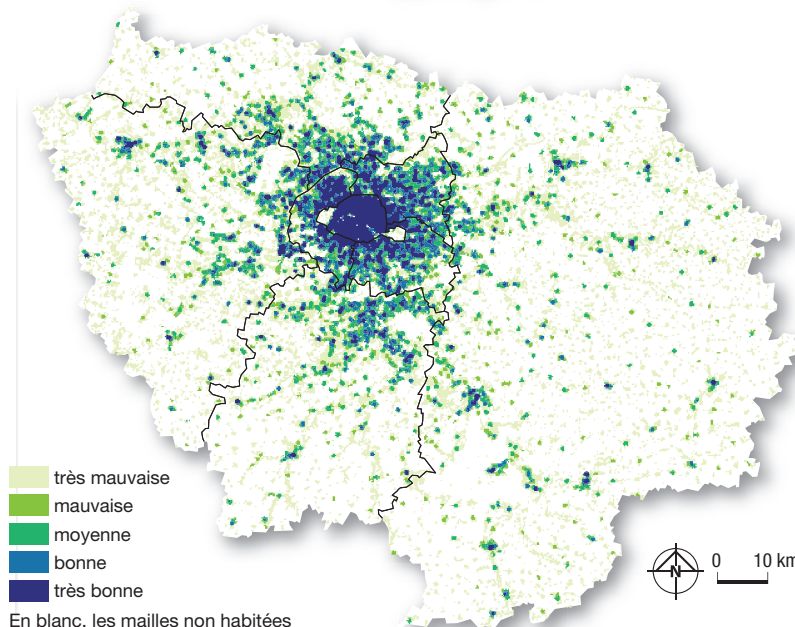 très mauvaise
mauvaise
moyenne
bonne
très bonne
En blanc, les mailles non habitées
N
0 10 km